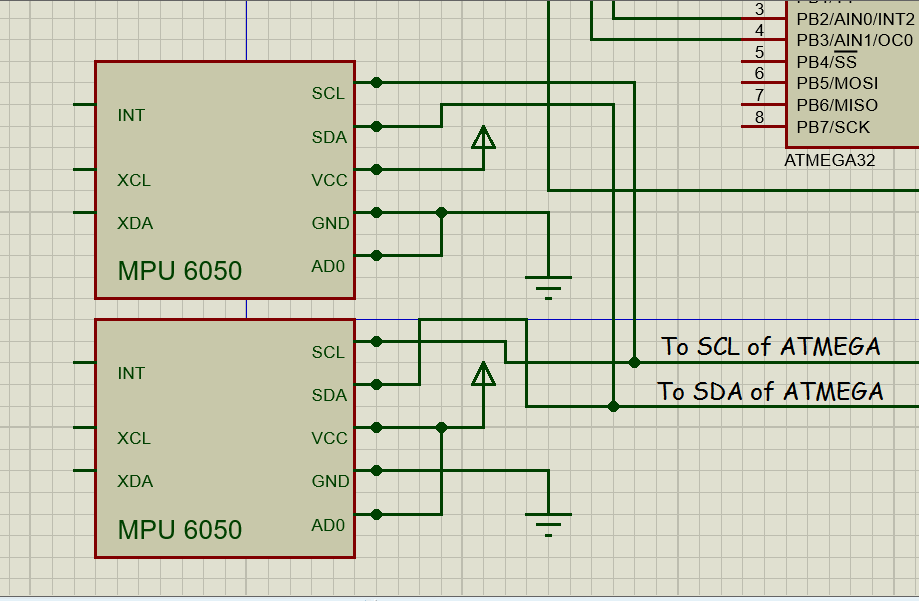 3 PB2/AIN0/INT2
4 PB3/AIN1/OC0
5 PB4/SS
6 PB5/MOSI
7 PB6/MISO
8 PB7/SCK
ATMEGA32
SCL
INT
SDA
XCL VCC
XDA GND
MPU 6050 AD0
SCL
To SCL of ATMEGA
INT
SDA
To SDA of ATMEGA
XCL VCC
XDA GND
MPU 6050 AD0